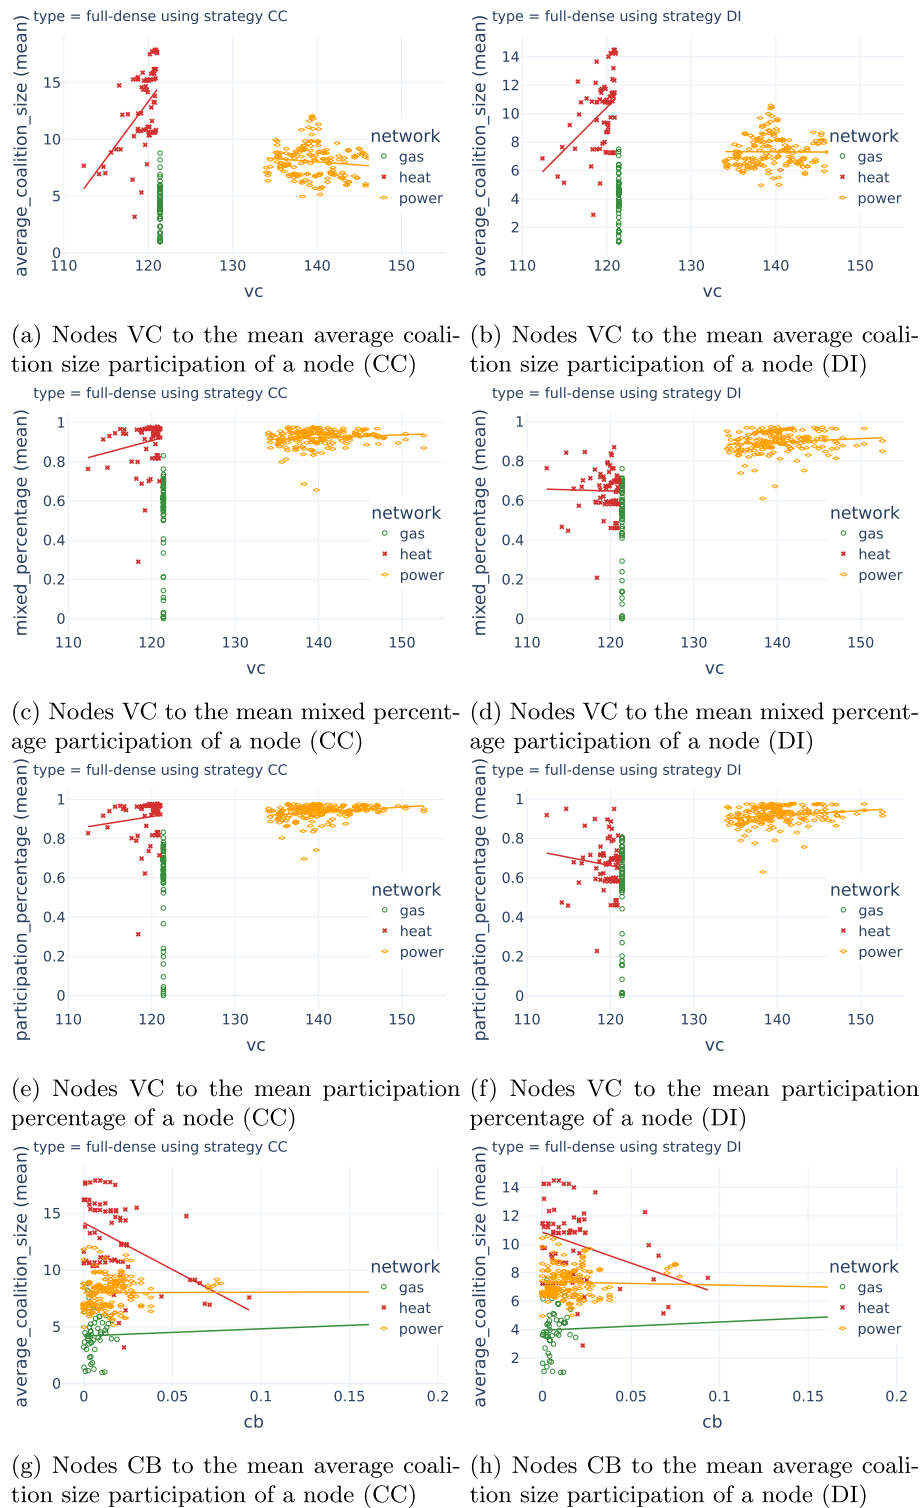 type = full-dense using strategy CC
average_coalition_size (mean)
15
10
5
0
110
120
130
140
150
vc
network
gas
heat
power
type = full-dense using strategy DI
average_coalition_size (mean)
14
12
10
8
6
4
2
110
120
130
140
150
vc
network
gas
heat
power
(a) Nodes VC to the mean average coali-
tion size participation of a node (CC)
(b) Nodes VC to the mean average coali-
tion size participation of a node (DI)
type = full-dense using strategy CC
mixed_percentage (mean)
1
0.8
0.6
0.4
0.2
0
110
120
130
140
150
vc
network
gas
heat
power
type = full-dense using strategy DI
mixed_percentage (mean)
1
0.8
0.6
0.4
0.2
0
110
120
130
140
150
vc
network
gas
heat
power
(c) Nodes VC to the mean mixed percent-
age participation of a node (CC)
(d) Nodes VC to the mean mixed percent-
age participation of a node (DI)
type = full-dense using strategy CC
participation_percentage (mean)
1
0.8
0.6
0.4
0.2
0
110
120
130
140
150
vc
network
gas
heat
power
type = full-dense using strategy DI
participation_percentage (mean)
1
0.8
0.6
0.4
0.2
0
110
120
130
140
150
vc
network
gas
heat
power
(e) Nodes VC to the mean participation
percentage of a node (CC)
(f) Nodes VC to the mean participation
percentage of a node (DI)
type = full-dense using strategy CC
average_coalition_size (mean)
15
10
5
0
0
0.05
0.1
0.15
0.2
cb
network
gas
heat
power
type = full-dense using strategy DI
average_coalition_size (mean)
14
12
10
8
6
4
2
0
0.05
0.1
0.15
0.2
cb
network
gas
heat
power
(g) Nodes CB to the mean average coali-
tion size participation of a node (CC)
(h) Nodes CB to the mean average coali-
tion size participation of a node (DI)